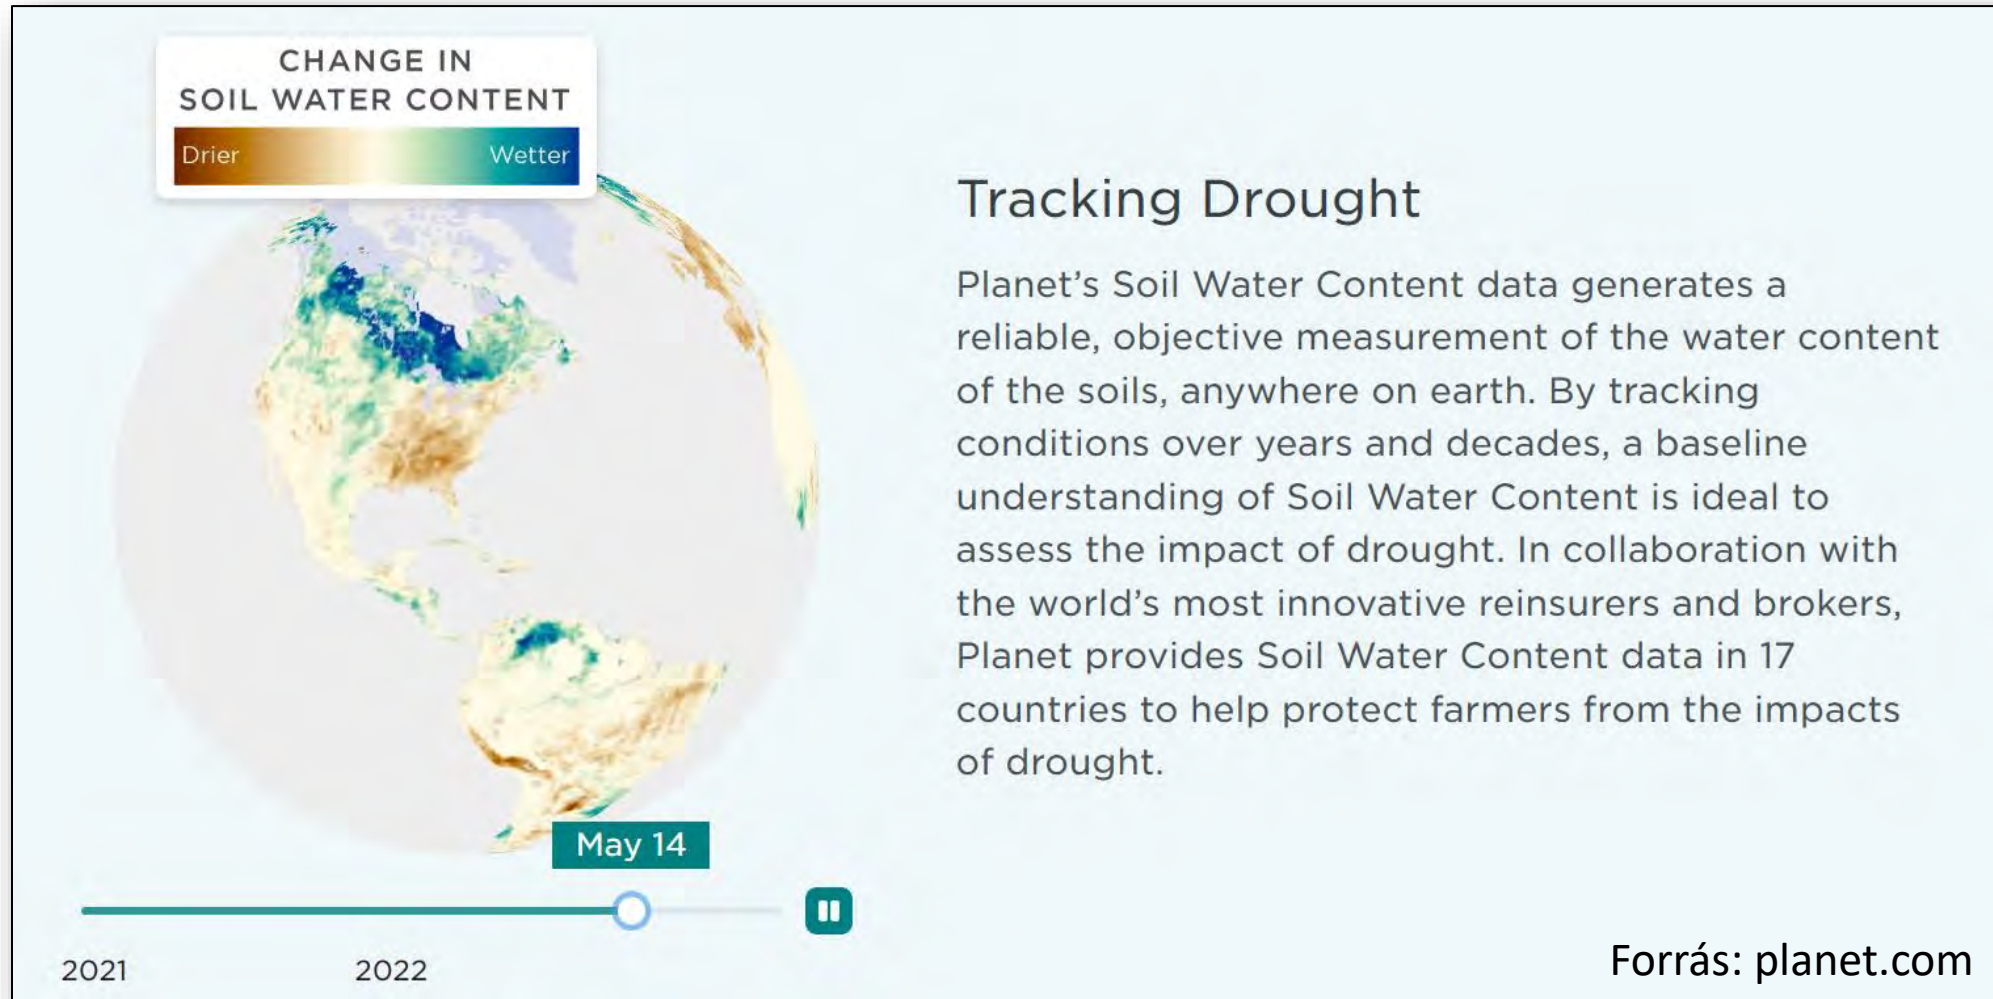 CHANGE IN
SOIL WATER CONTENT
Drier
Wetter
Tracking Drought
Planet’s Soil Water Content data generates a
reliable, objective measurement of the water content
of the soils, anywhere on earth. By tracking
conditions over years and decades, a baseline
understanding of Soil Water Content is ideal to
assess the impact of drought. In collaboration with
the world’s most innovative reinsurers and brokers,
Planet provides Soil Water Content data in 17
countries to help protect farmers from the impacts
of drought.
May 14
2021
2022
Forrás: planet.com